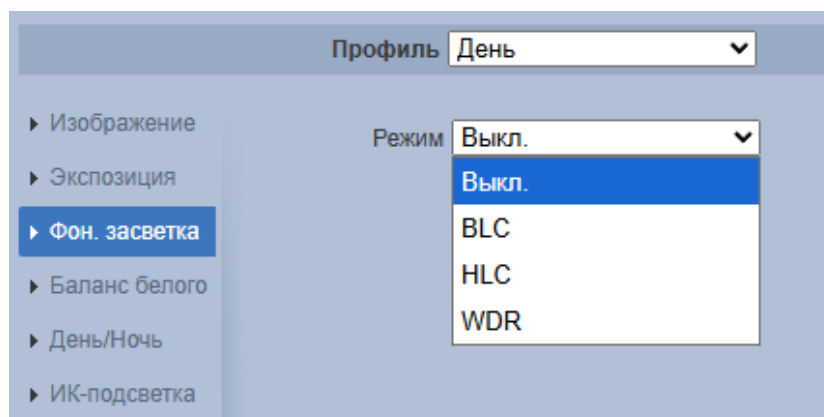 Профиль День
Изображение
Режим Выкл.
Экспозиция
Выкл.
Фон. засветка
BLC
Баланс белого
HLC
День/Ночь
WDR
ИК-подсветка